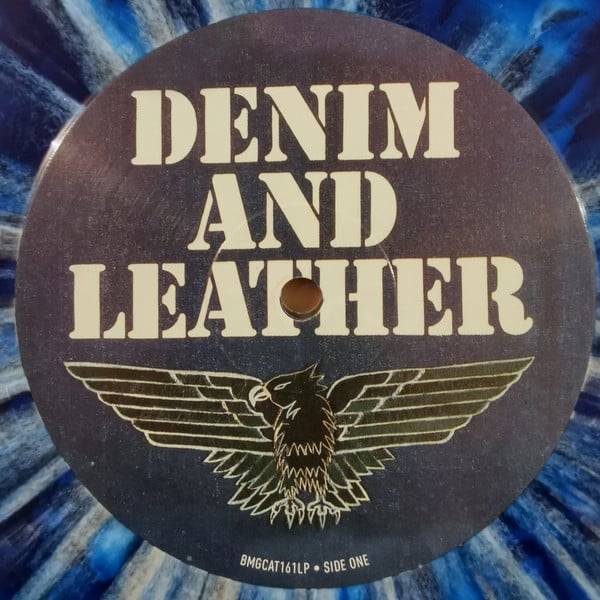 DENIM
AND
LEATHER
BMGCAT161LP • SIDE ONE